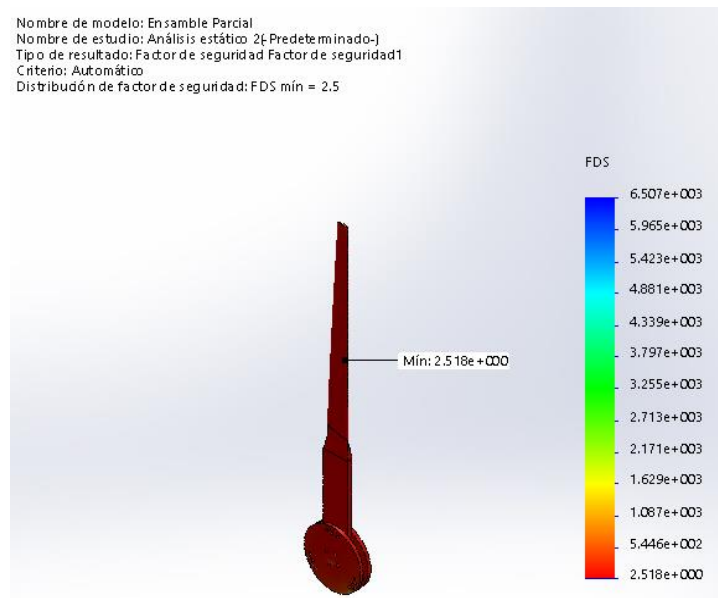 Nombre de modelo: Ensamble Parcial
Nombre de estudio: Análisis estático 2(-Predeterminado-)
Tipo de resultado: Factor de seguridad Factor de seguridad1
Criterio: Automático
Distribución de factor de seguridad: FDS mín = 2.5
FDS
6.507e+003
5.965e+003
5.423e+003
4.881e+003
4.339e+003
Mín: 2.518e+000
3.797e+003
3.255e+003
2.713e+003
2.171e+003
1.629e+003
1.087e+003
5.446e+002
2.518e+000